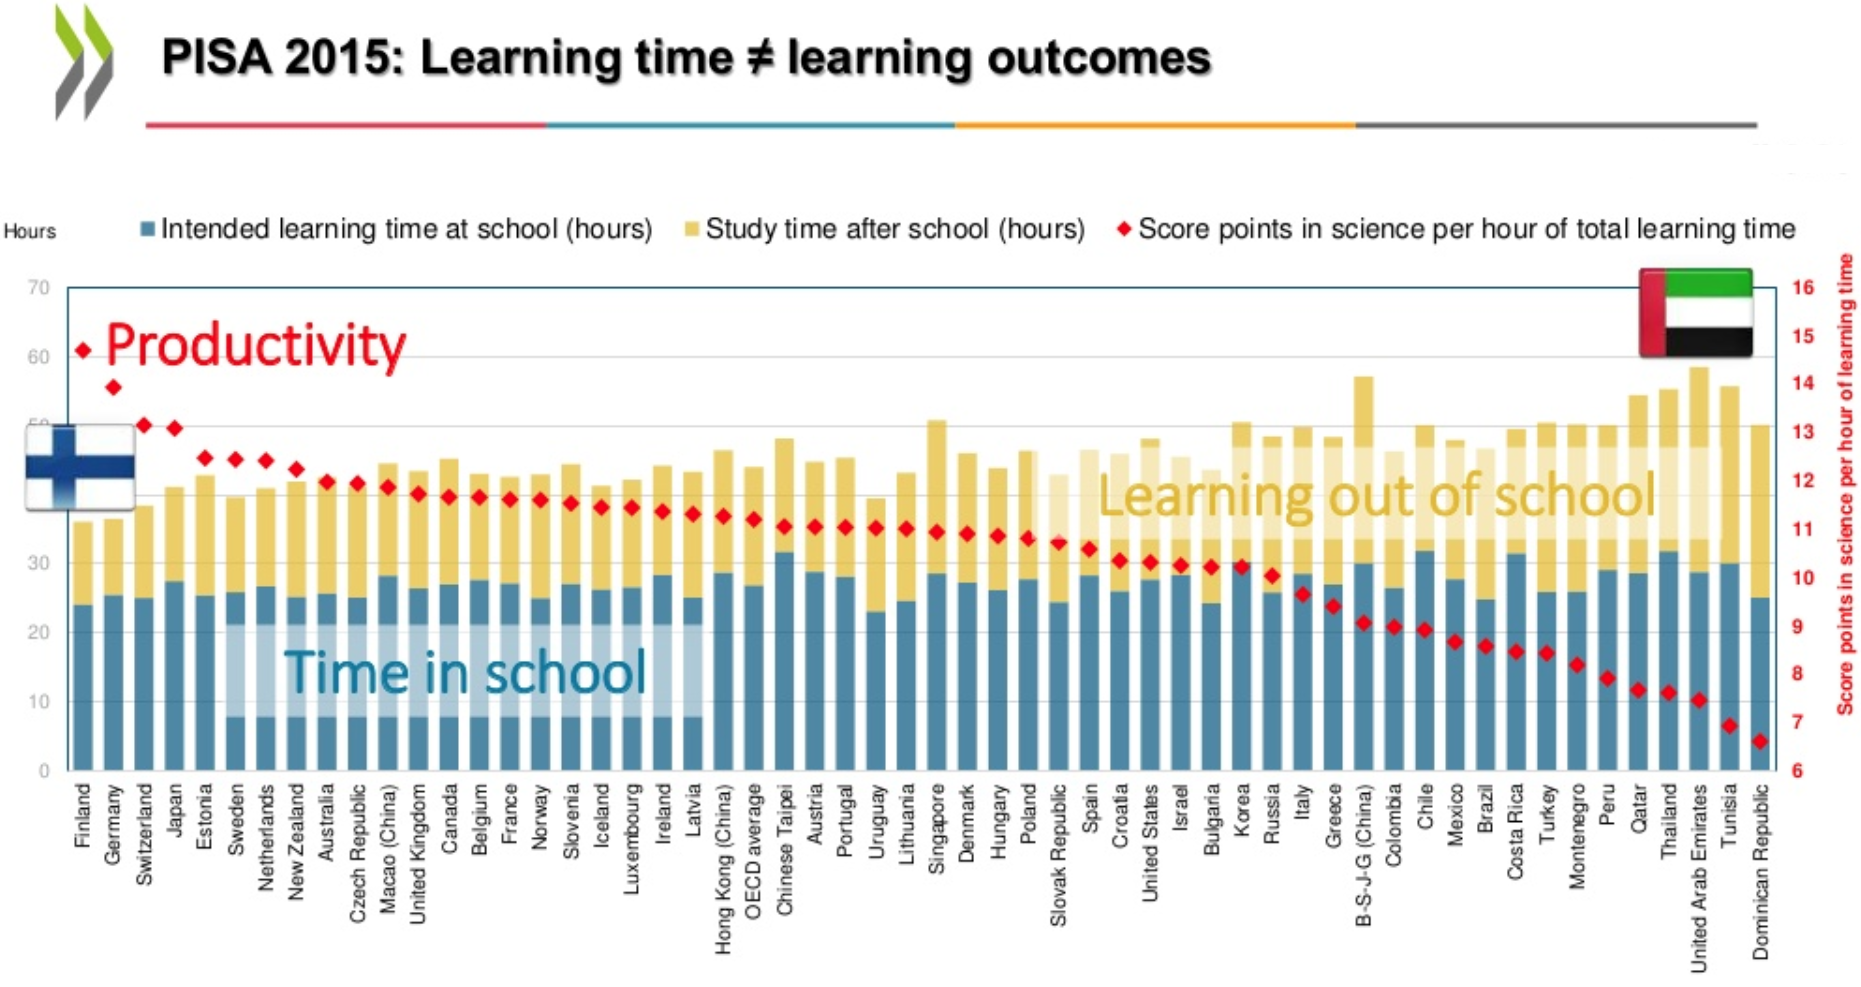 PISA 2015: Learning time ≠ learning outcomes
Hours
Intended learning time at school (hours)
Study time after school (hours)
Score points in science per hour of total learning time
70
60
50
30
20
10
0
16
15
14
13
12
11
10
9
8
7
6
Score points in science per hour of learning time
Productivity
Learning out of school
Time in school
Finland
Germany
Switzerland
Japan
Estonia
Sweden
Netherlands
New Zealand
Australia
Czech Republic
Macao (China)
United Kingdom
Canada
Belgium
France
Norway
Slovenia
Iceland
Luxembourg
Ireland
Latvia
Hong Kong (China)
OECD average
Chinese Taipei
Austria
Portugal
Uruguay
Lithuania
Singapore
Denmark
Hungary
Poland
Slovak Republic
Spain
Croatia
United States
Israel
Bulgaria
Korea
Russia
Italy
Greece
B-S-J-G (China)
Colombia
Chile
Mexico
Brazil
Costa Rica
Turkey
Montenegro
Peru
Qatar
Thailand
United Arab Emirates
Tunisia
Dominican Republic